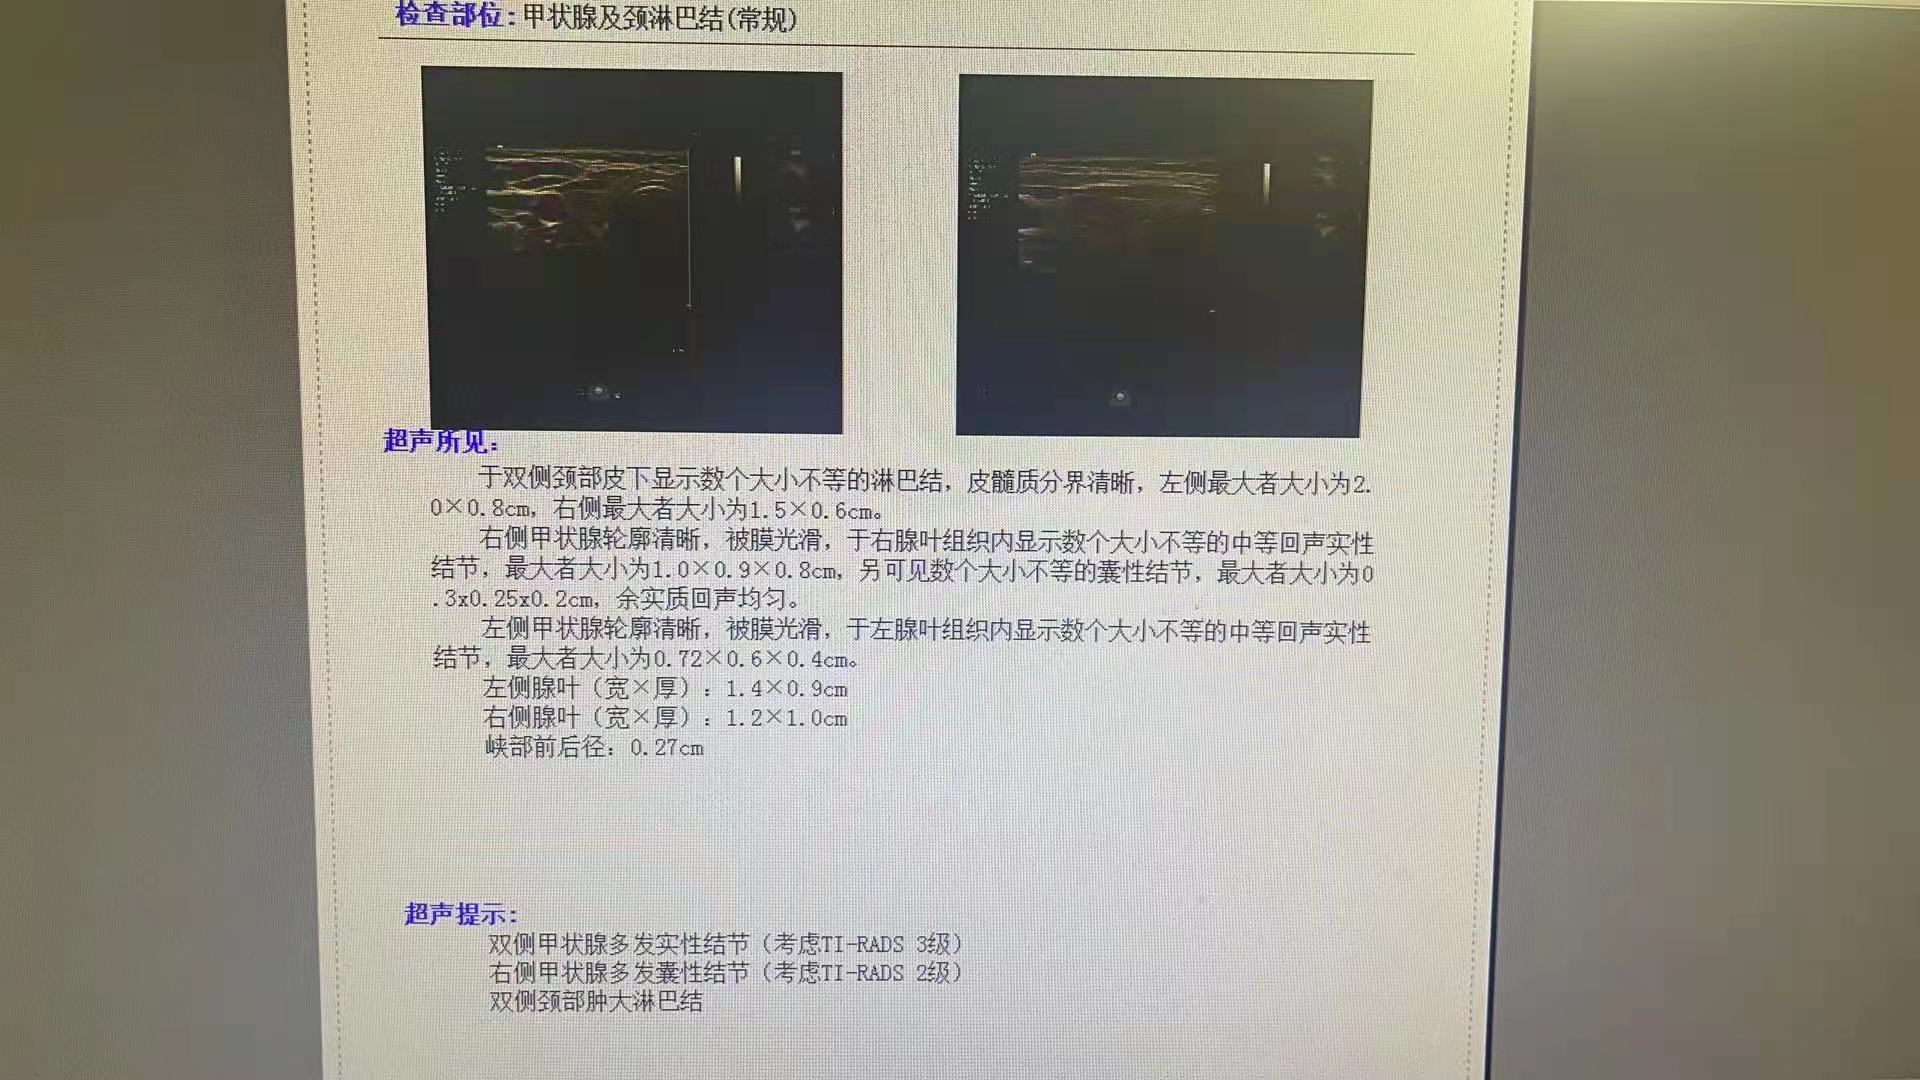 检查部位:甲状腺及颈淋巴结(常规)
超声所见:
于双侧颈部皮下显示数个大小不等的淋巴结，皮髓质分界清晰，左侧最大者大小为2.
0×0.8cm，右侧最大者大小为1.5×0.6cm。
右侧甲状腺轮廓清晰，被膜光滑，于右腺叶组织内显示数个大小不等的中等回声实性
结节，最大者大小为1.0×0.9×0.8cm，另可见数个大小不等的囊性结节，最大者大小为0
.3x0.25x0.2cm，余实质回声均匀。
左侧甲状腺轮廓清晰，被膜光滑，于左腺叶组织内显示数个大小不等的中等回声实性
结节，最大者大小为0.72×0.6×0.4cm。
左侧腺叶（宽×厚）：1.4×0.9cm
右侧腺叶（宽×厚）：1.2×1.0cm
峡部前后径：0.27cm
超声提示:
双侧甲状腺多发实性结节（考虑TI-RADS 3级）
右侧甲状腺多发囊性结节（考虑TI-RADS 2级）
双侧颈部肿大淋巴结